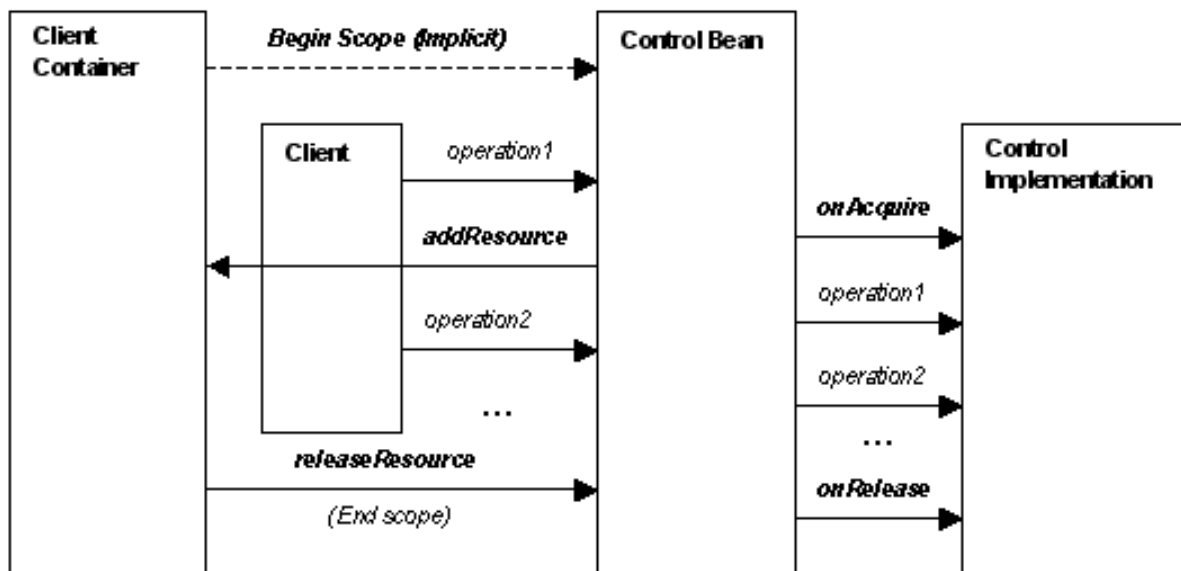 Client
Container
Begin Scope (Implicit)
Control Bean
Client
operation1
Control
Implementation
onAcquire
addResource
operation1
operation2
operation2
...
...
releaseResource
onRelease
(End scope)